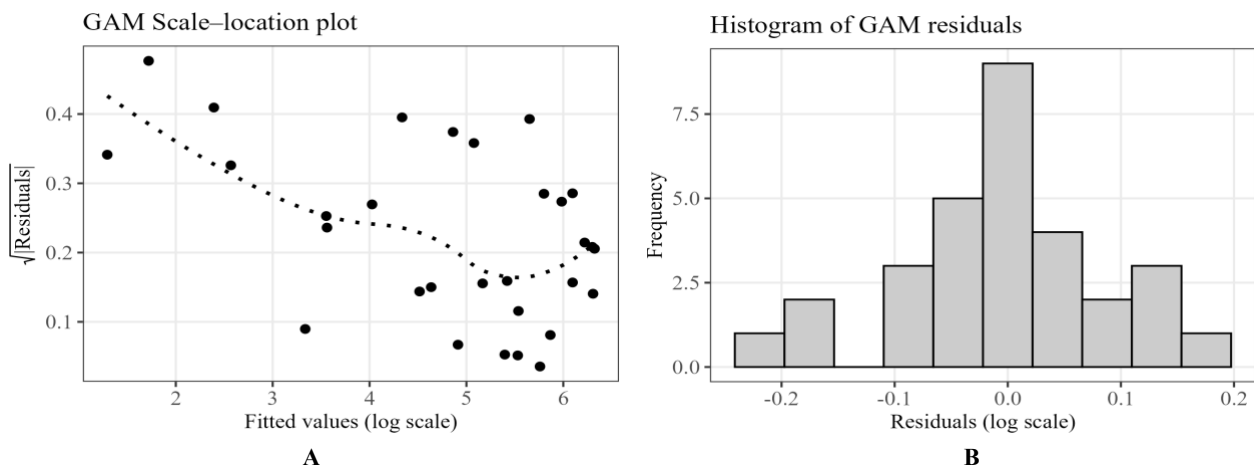 GAM Scale–location plot
√|Residuals|
0.4
0.3
0.2
0.1
2 3 4 5 6
Fitted values (log scale)
A
Histogram of GAM residuals
Frequency
7.5
5.0
2.5
0.0
-0.2 -0.1 0.0 0.1 0.2
Residuals (log scale)
B